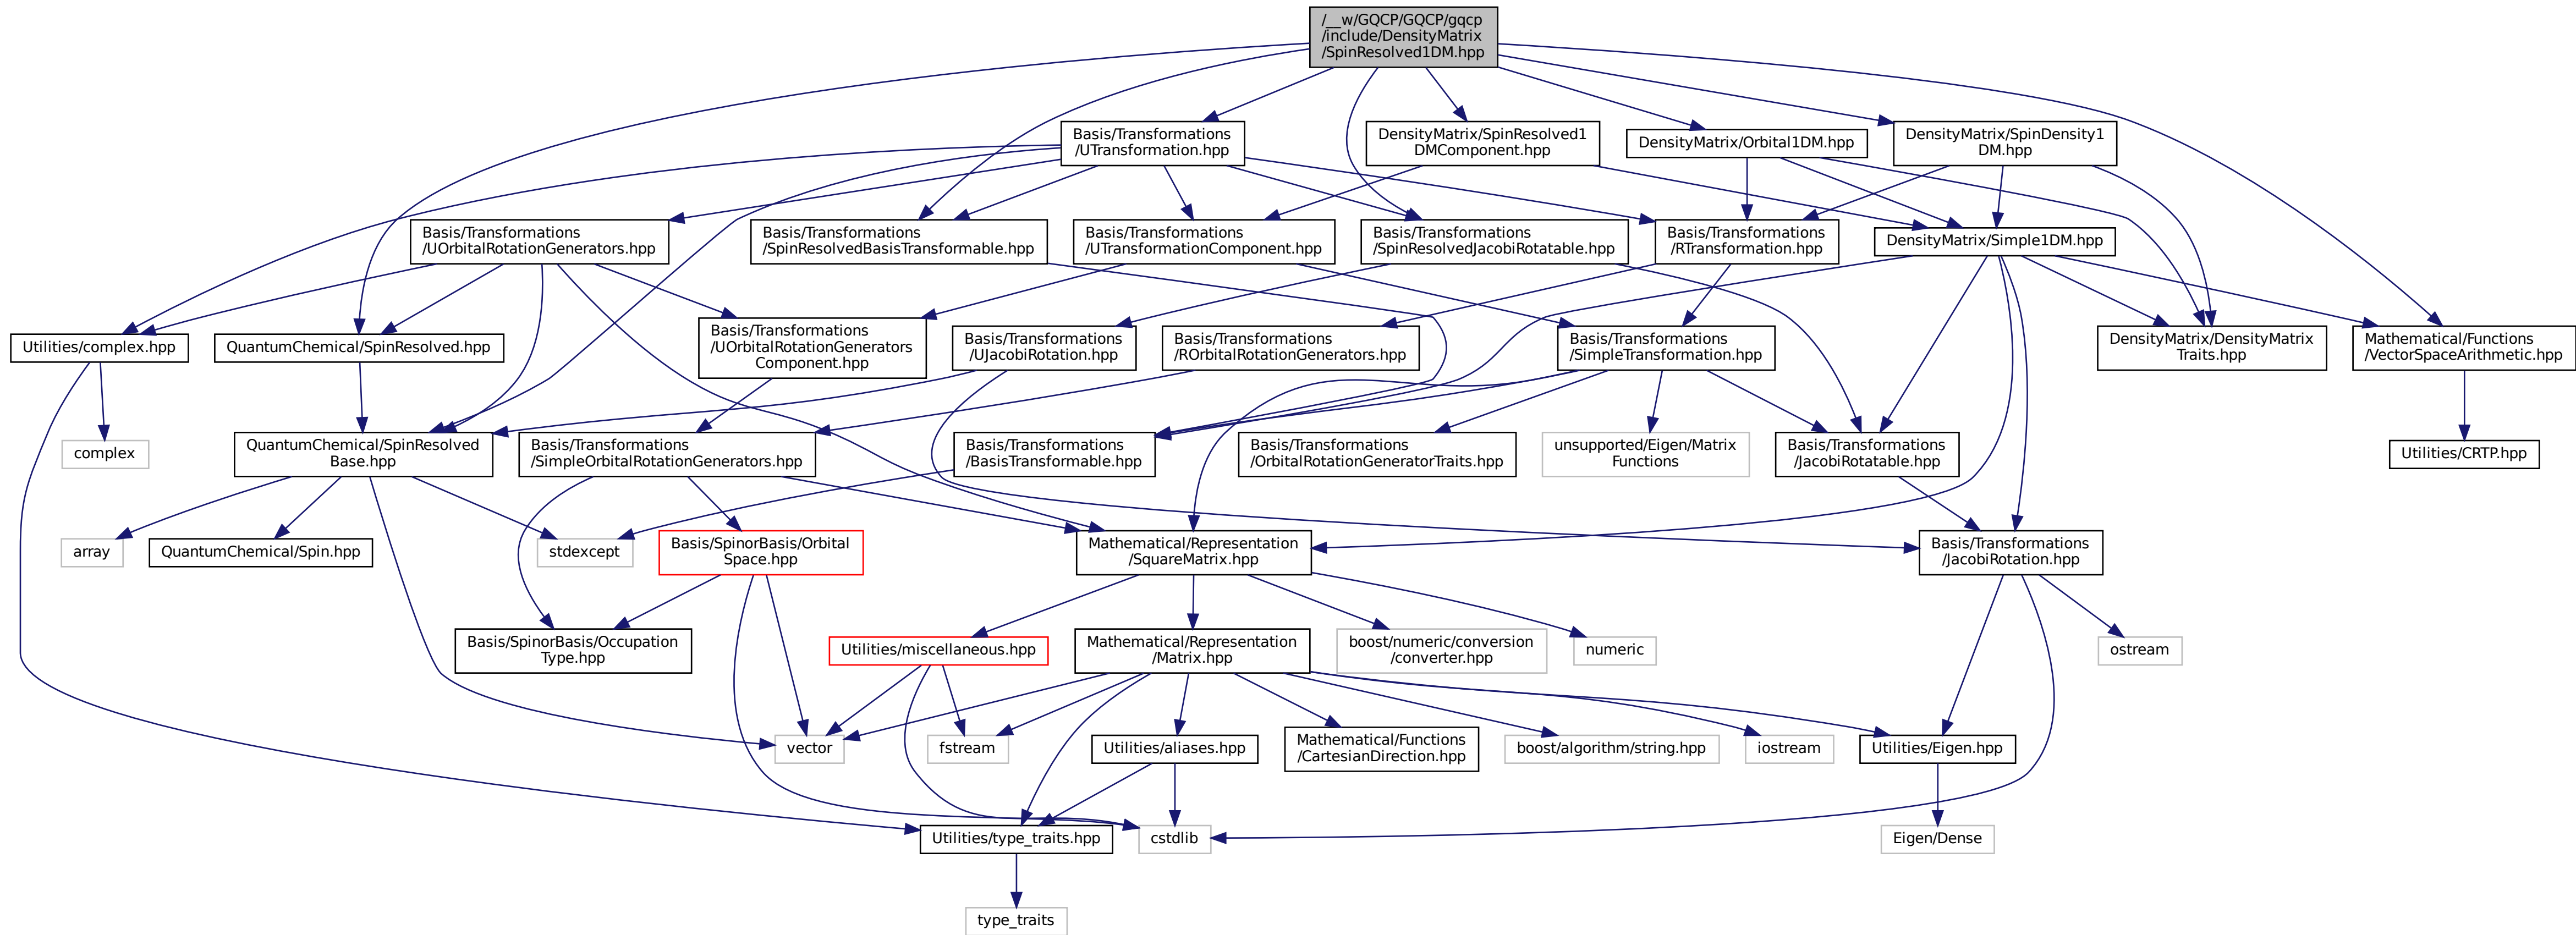 /__w/GQCP/GQCP/gqcp
/include/DensityMatrix
/SpinResolved1DM.hpp
Basis/Transformations
/UTransformation.hpp
DensityMatrix/SpinResolved1
DMComponent.hpp
DensityMatrix/Orbital1DM.hpp
DensityMatrix/SpinDensity1
DM.hpp
Basis/Transformations
/UOrbitalRotationGenerators.hpp
Basis/Transformations
/SpinResolvedBasisTransformable.hpp
Basis/Transformations
/UTransformationComponent.hpp
Basis/Transformations
/SpinResolvedJacobiRotatable.hpp
Basis/Transformations
/RTransformation.hpp
DensityMatrix/Simple1DM.hpp
Utilities/complex.hpp
QuantumChemical/SpinResolved.hpp
Basis/Transformations
/UOrbitalRotationGenerators
Component.hpp
Basis/Transformations
/UJacobiRotation.hpp
Basis/Transformations
/ROrbitalRotationGenerators.hpp
Basis/Transformations
/SimpleTransformation.hpp
DensityMatrix/DensityMatrix
Traits.hpp
Mathematical/Functions
/VectorSpaceArithmetic.hpp
complex
QuantumChemical/SpinResolved
Base.hpp
Basis/Transformations
/SimpleOrbitalRotationGenerators.hpp
Basis/Transformations
/BasisTransformable.hpp
Basis/Transformations
/OrbitalRotationGeneratorTraits.hpp
unsupported/Eigen/Matrix
Functions
Basis/Transformations
/JacobiRotatable.hpp
Utilities/CRTP.hpp
array
QuantumChemical/Spin.hpp
stdexcept
Basis/SpinorBasis/Orbital
Space.hpp
Mathematical/Representation
/SquareMatrix.hpp
Basis/Transformations
/JacobiRotation.hpp
Basis/SpinorBasis/Occupation
Type.hpp
Utilities/miscellaneous.hpp
Mathematical/Representation
/Matrix.hpp
boost/numeric/conversion
/converter.hpp
numeric
ostream
vector
fstream
Utilities/aliases.hpp
Mathematical/Functions
/CartesianDirection.hpp
boost/algorithm/string.hpp
iostream
Utilities/Eigen.hpp
Utilities/type_traits.hpp
cstdlib
Eigen/Dense
type_traits